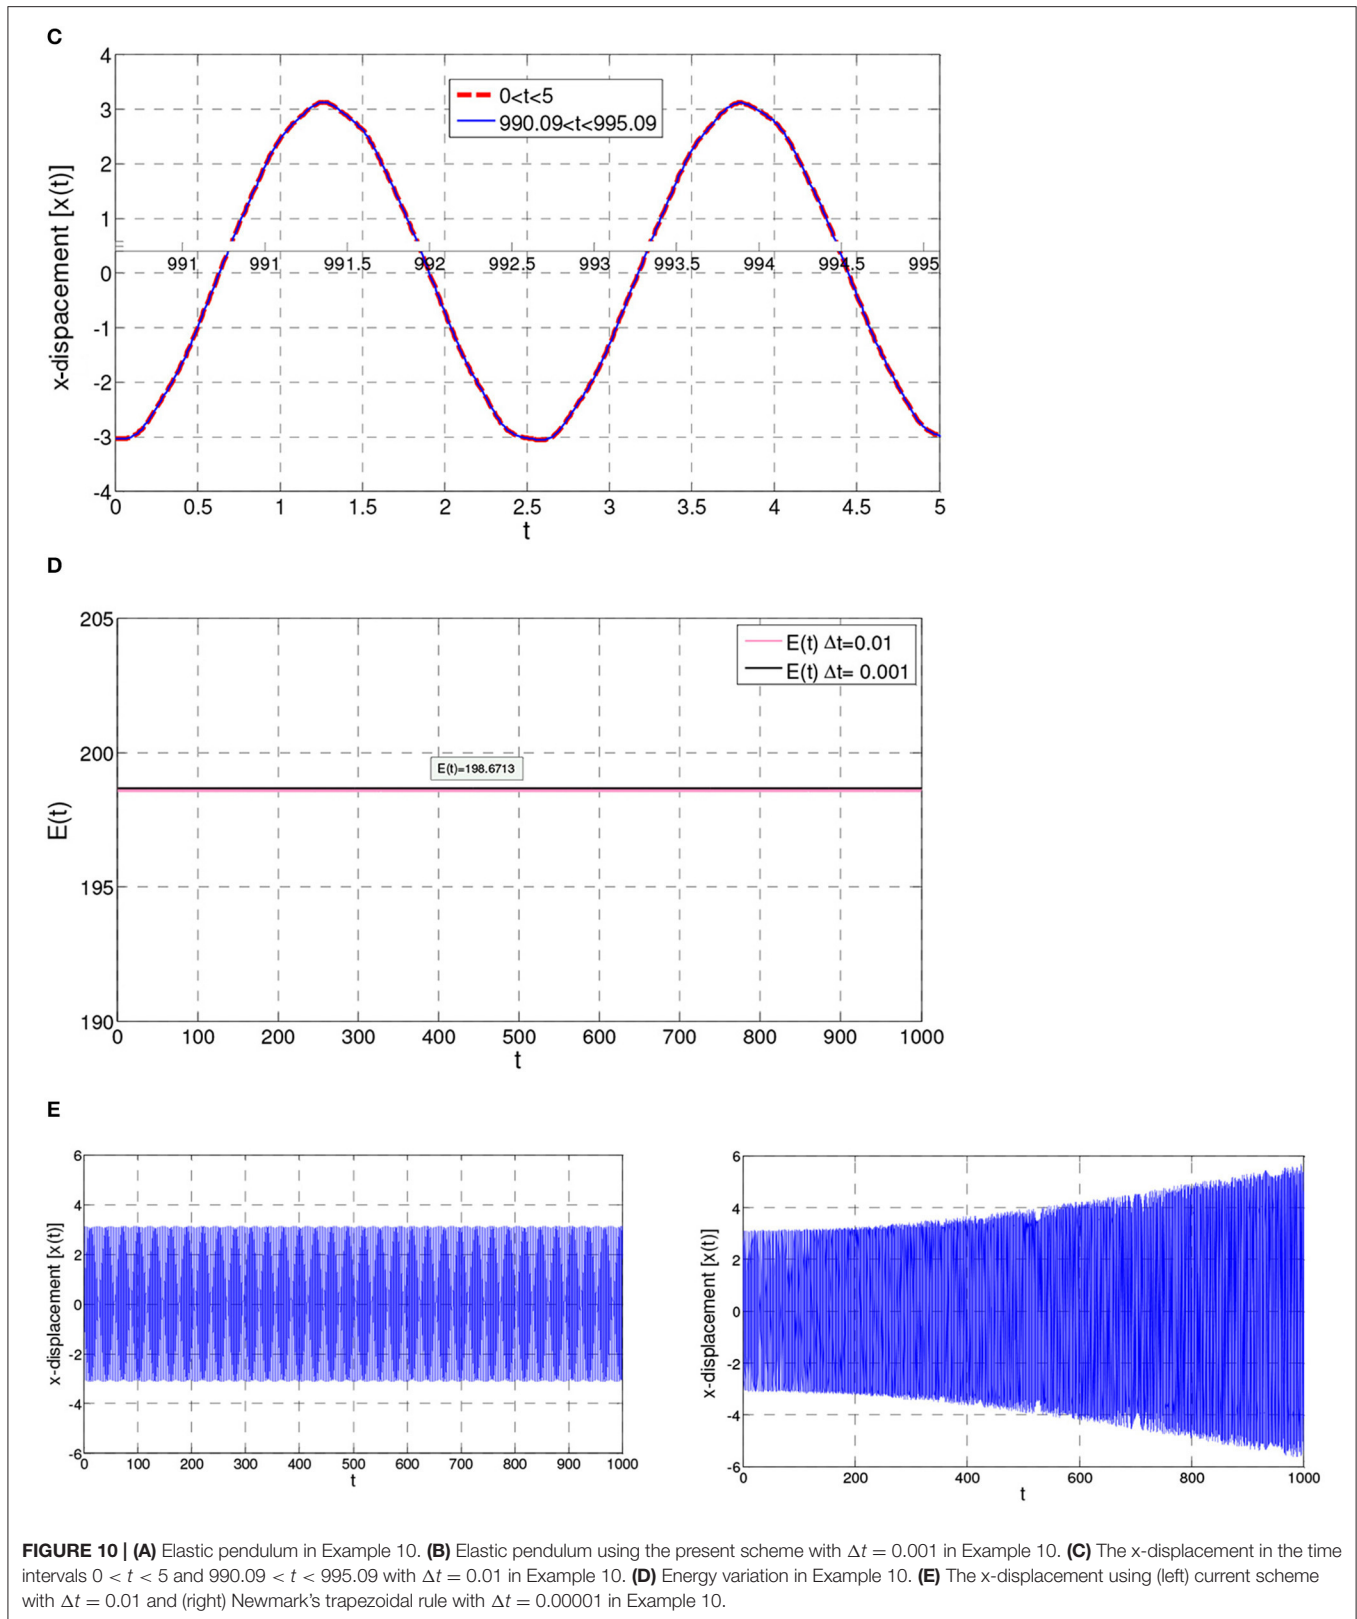 C
4
3
2
1
0
-1
-2
-3
-4
x-dispacement [x(t)]
0<t<5
990.09<t<995.09
991 991 991.5 992 992.5 993 993.5 994 994.5 995
0 0.5 1 1.5 2 2.5 3 3.5 4 4.5 5
t
D
205
200
195
190
E(t)
E(t) Δt=0.01
E(t) Δt= 0.001
E(t)=198.6713
0 100 200 300 400 500 600 700 800 900 1000
t
E
6
4
2
0
-2
-4
-6
x-displacement [x(t)]
0 100 200 300 400 500 600 700 800 900 1000
t
6
4
2
0
-2
-4
-6
x-displacement [x(t)]
0 200 400 600 800 1000
t
FIGURE 10 | (A) Elastic pendulum in Example 10. (B) Elastic pendulum using the present scheme with Δt = 0.001 in Example 10. (C) The x-displacement in the time
intervals 0 < t < 5 and 990.09 < t < 995.09 with Δt = 0.01 in Example 10. (D) Energy variation in Example 10. (E) The x-displacement using (left) current scheme
with Δt = 0.01 and (right) Newmark's trapezoidal rule with Δt = 0.00001 in Example 10.